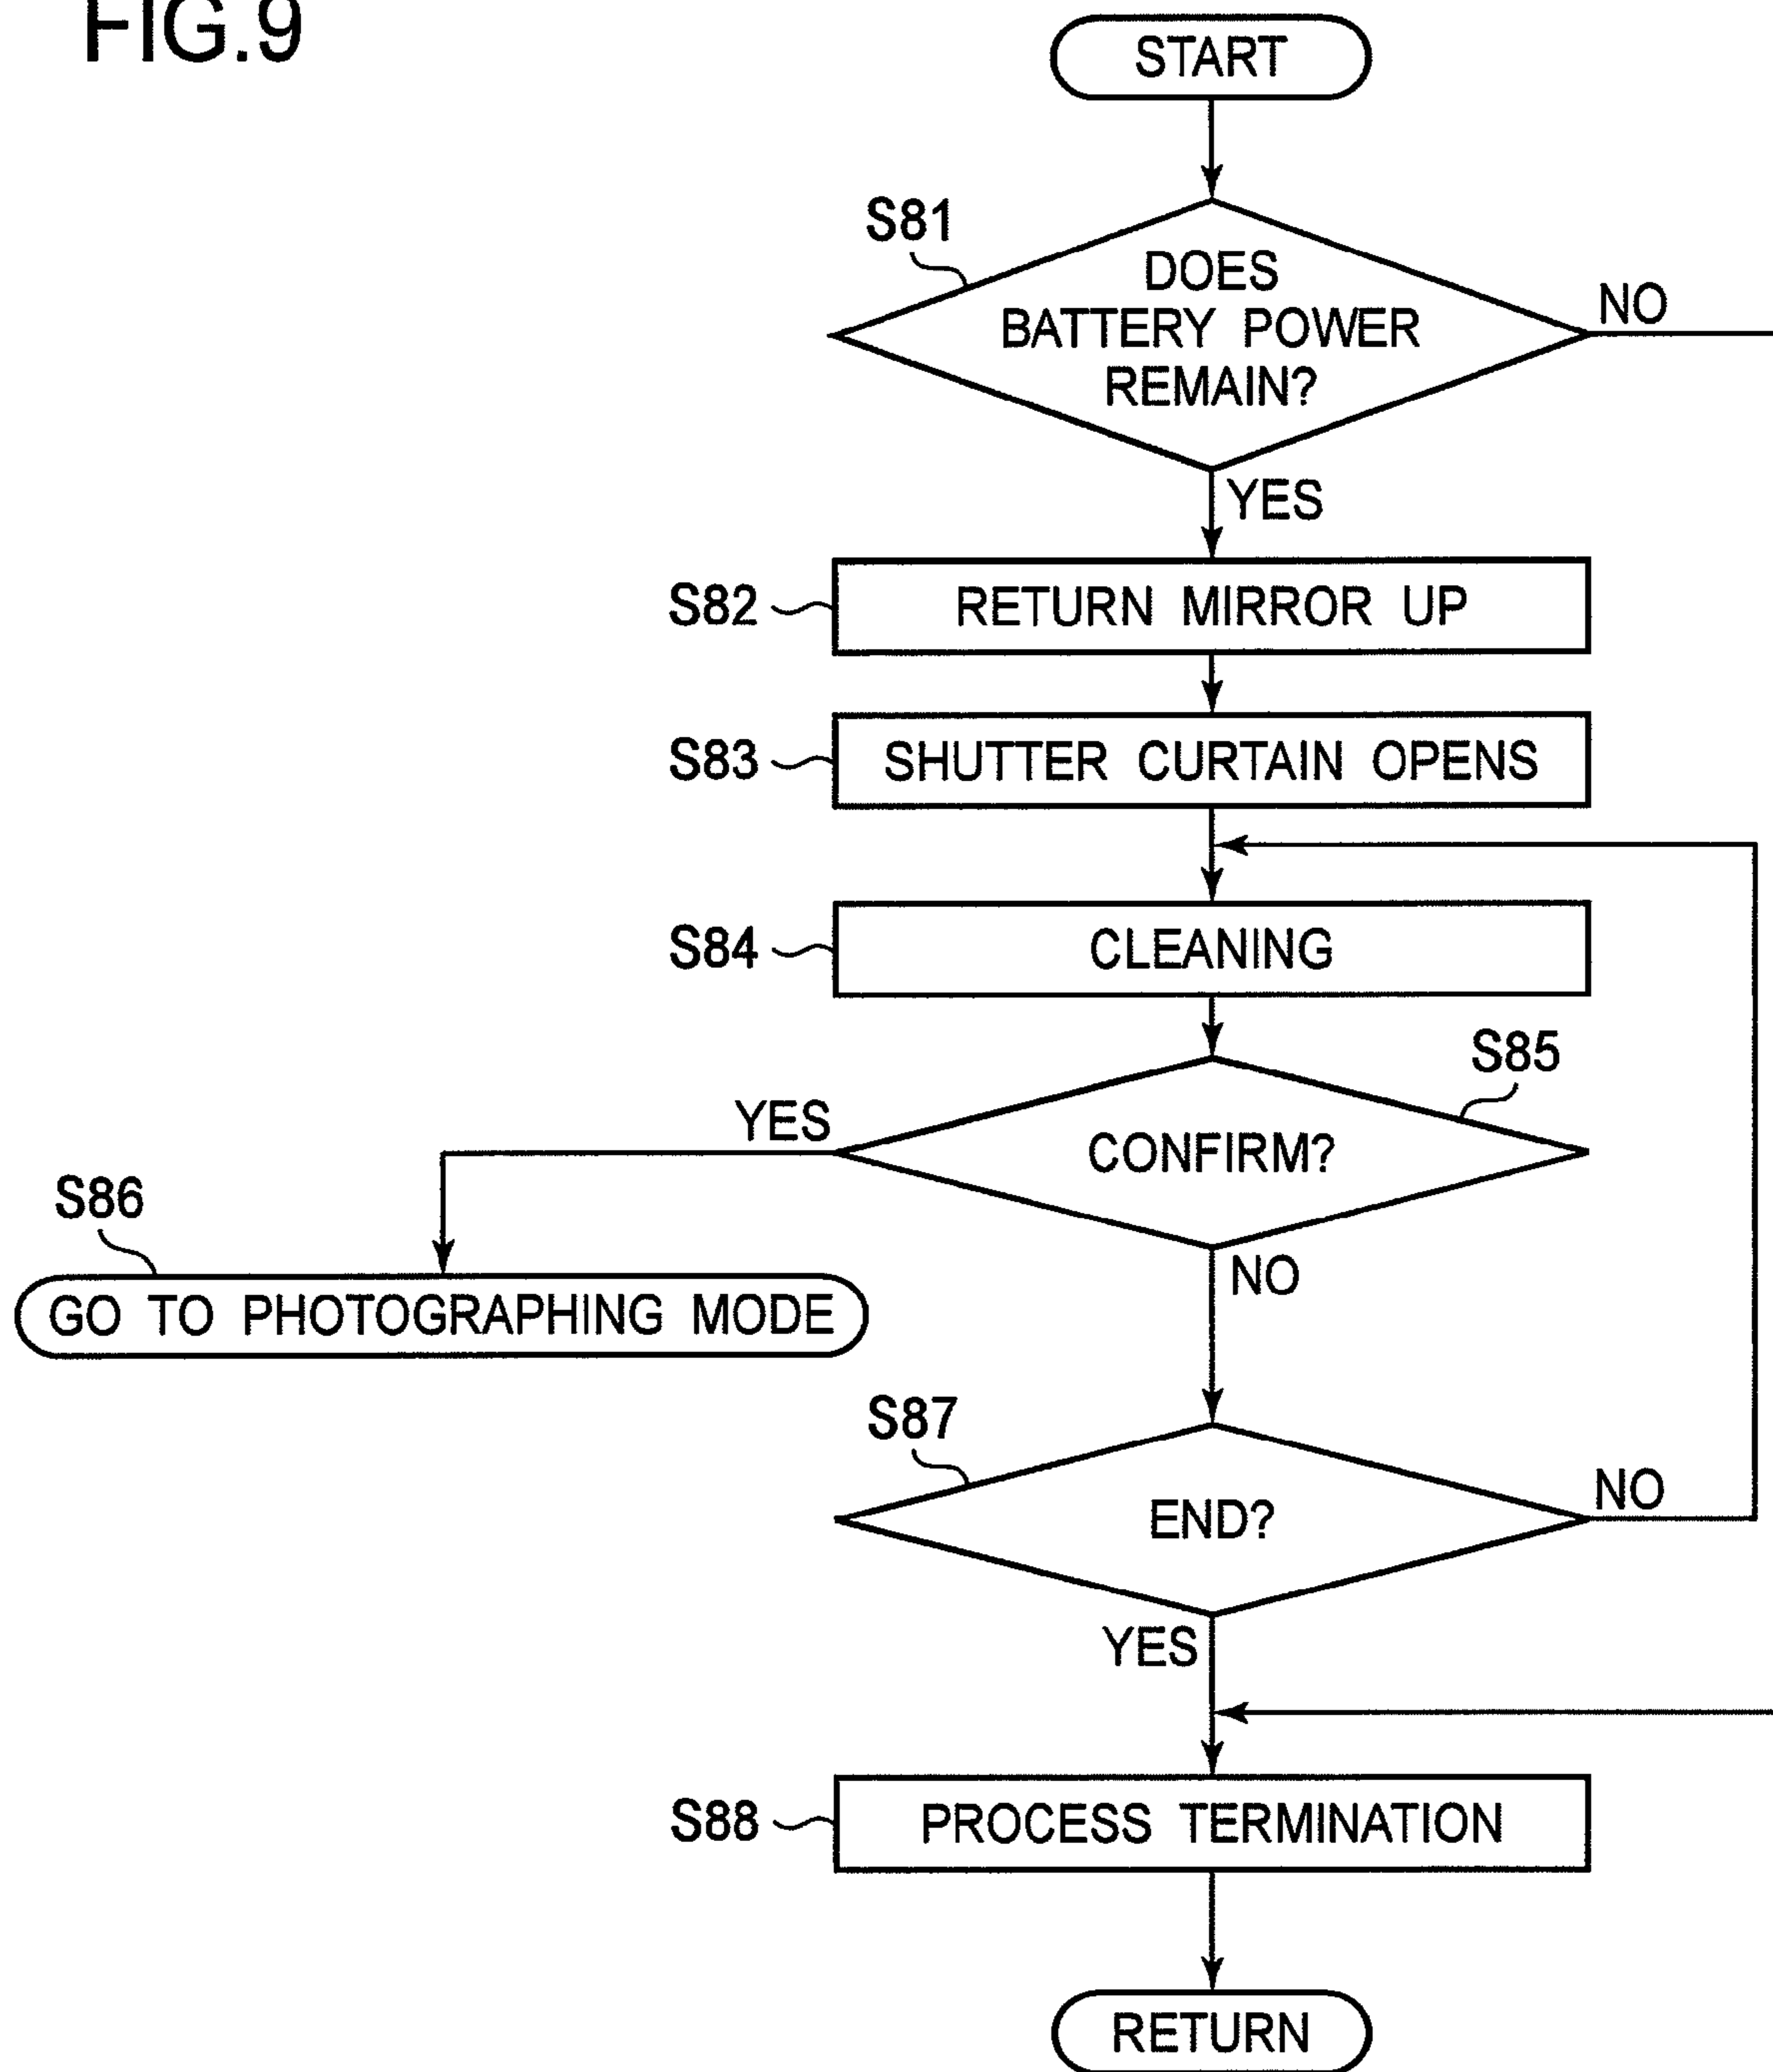 FIG.9
START
S81
DOES
BATTERY POWER
REMAIN?
NO
YES
S82
RETURN MIRROR UP
S83
SHUTTER CURTAIN OPENS
S84
CLEANING
S85
YES
CONFIRM?
S86
NO
GO TO PHOTOGRAPHING MODE
S87
NO
END?
YES
S88
PROCESS TERMINATION
RETURN